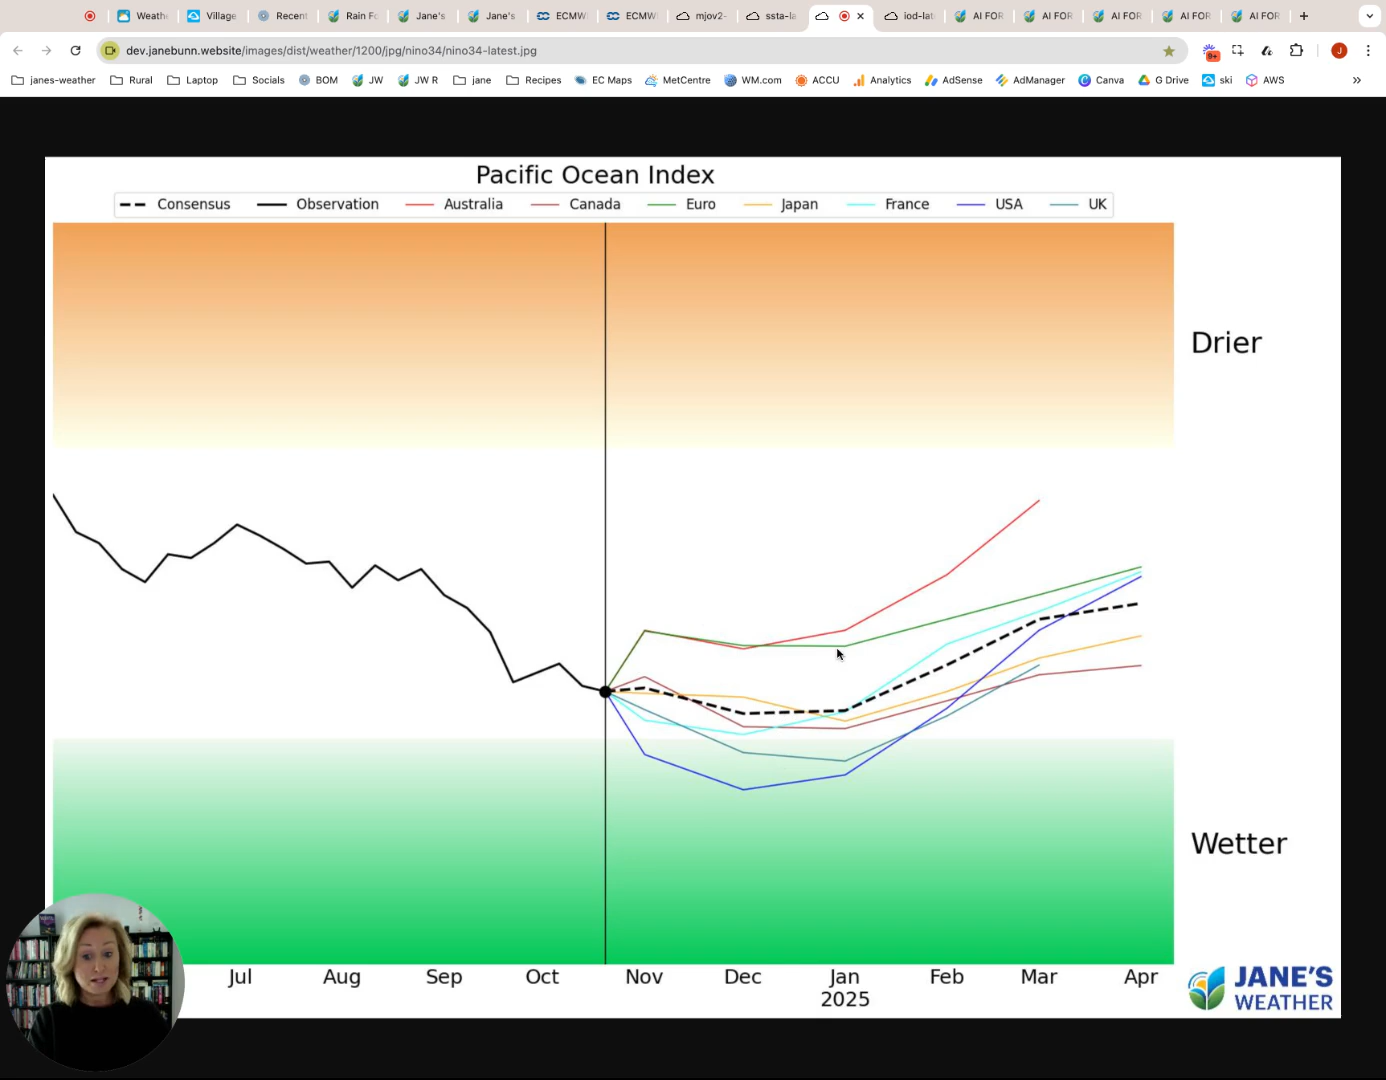 Weath Village Recent Rain Fo Jane's Jane's ECMW ECMW mjov2- ssta-la iod-lat AI FOR AI FOR AI FOR AI FOR AI FOR
dev.janebunn.website/images/dist/weather/1200/jpg/nino34/nino34-latest.jpg 9+ J
janes-weather Rural Laptop Socials BOM JW JW R jane Recipes EC Maps MetCentre WM.com ACCU Analytics AdSense AdManager Canva G Drive ski AWS
Pacific Ocean Index
Consensus Observation Australia Canada Euro Japan France USA UK
Drier
Wetter
Jul Aug Sep Oct Nov Dec Jan Feb Mar Apr
2025
JANE'S
WEATHER